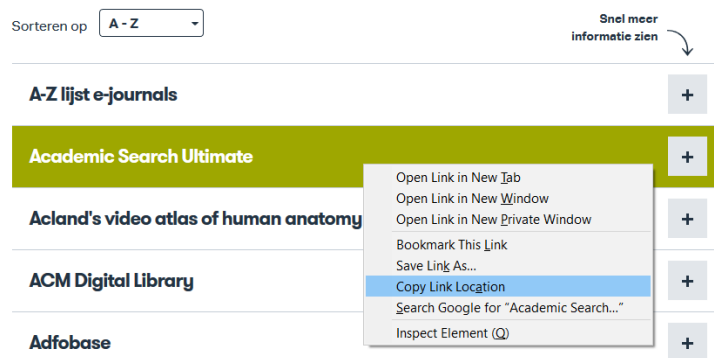 Sorteren op
A - Z
Snel meer
informatie zien
A-Z lijst e-journals
+
Academic Search Ultimate
+
Acland's video atlas of human anatomy
+
ACM Digital Library
+
Adfobase
+
Open Link in New Tab
Open Link in New Window
Open Link in New Private Window
Bookmark This Link
Save Link As...
Copy Link Location
Search Google for “Academic Search...”
Inspect Element (Q)